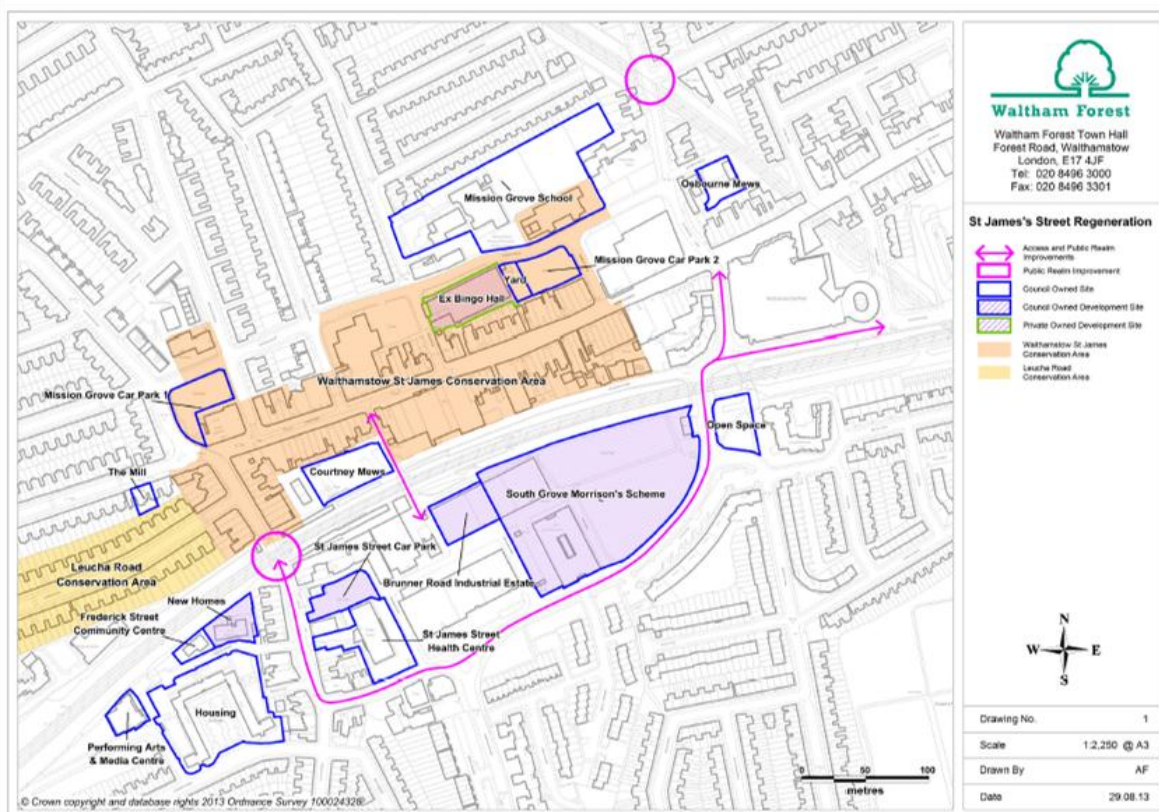 Mission Grove School
Osbourne Mews
Mission Grove Car Park 2
Yard
Ex Bingo Hall
Walthamstow St James Conservation Area
Mission Grove Car Park 1
The Mill
Courtney Mews
Open Space
South Grove Morrison's Scheme
St James Street Car Park
Leucha Road
Conservation Area
Brunner Road Industrial Estate
New Homes
Frederick Street
Community Centre
St James Street
Health Centre
Housing
Performing Arts
& Media Centre
N
W E
S
0 50 100
metres
© Crown copyright and database rights 2013 Ordnance Survey 100024328
Waltham Forest
Waltham Forest Town Hall
Forest Road, Walthamstow
London, E17 4JF
Tel: 020 8496 3000
Fax: 020 8496 3301
St James's Street Regeneration
Access and Public Realm
Improvements
Public Realm Improvement
Council Owned Site
Council Owned Development Site
Private Owned Development Site
Walthamstow St James
Conservation Area
Leucha Road
Conservation Area
Drawing No. 1
Scale 1:2,250 @ A3
Drawn By AF
Date 29.08.13